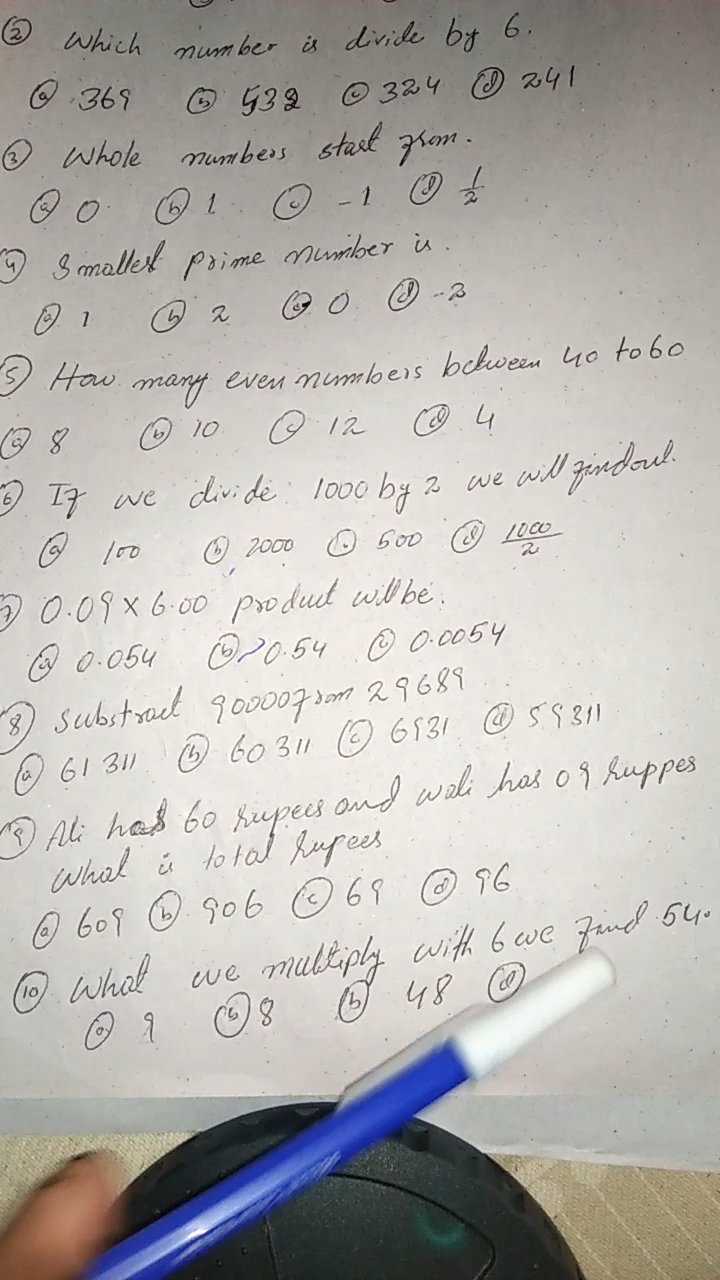 ② Which number is divide by 6.
ⓐ 369 ⓑ 532 ⓒ 324 ⓓ 241
③ Whole numbers start from.
ⓐ 0 ⓑ 1 ⓒ -1 ⓓ 1/2
④ Smallest prime number is.
ⓐ 1 ⓑ 2 ⓒ 0 ⓓ -2
⑤ How many even numbers between 40 to 60
ⓐ 8 ⓑ 10 ⓒ 12 ⓓ 4
⑥ If we divide 1000 by 2 we will findout.
ⓐ 100 ⓑ 2000 ⓒ 500 ⓓ 1000/2
⑦ 0.09 × 6.00 product will be.
ⓐ 0.054 ⓑ 0.54 ⓒ 0.0054
⑧ Substract 90000 from 29689
ⓐ 61311 ⓑ 60311 ⓒ 6931 ⓓ 59311
⑨ Ali has 60 rupees and wali has 09 ruppes
What is total rupees
ⓐ 609 ⓑ 906 ⓒ 69 ⓓ 96
⑩ What we multiply with 6 we find 54.
ⓐ 9 ⓑ 8 ⓑ 48 ⓓ